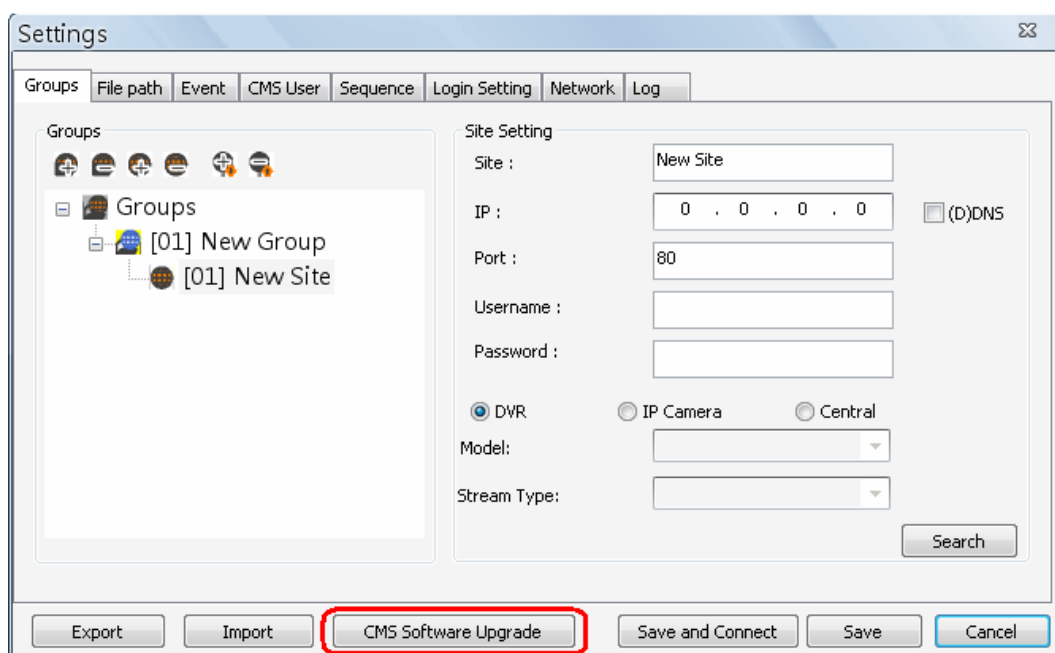 Settings
Groups File path Event CMS User Sequence Login Setting Network Log
Groups
Groups
[01] New Group
[01] New Site
Site Setting
Site : New Site
IP : 0 . 0 . 0 . 0 (D)DNS
Port : 80
Username :
Password :
DVR IP Camera Central
Model:
Stream Type:
Search
Export Import CMS Software Upgrade Save and Connect Save Cancel